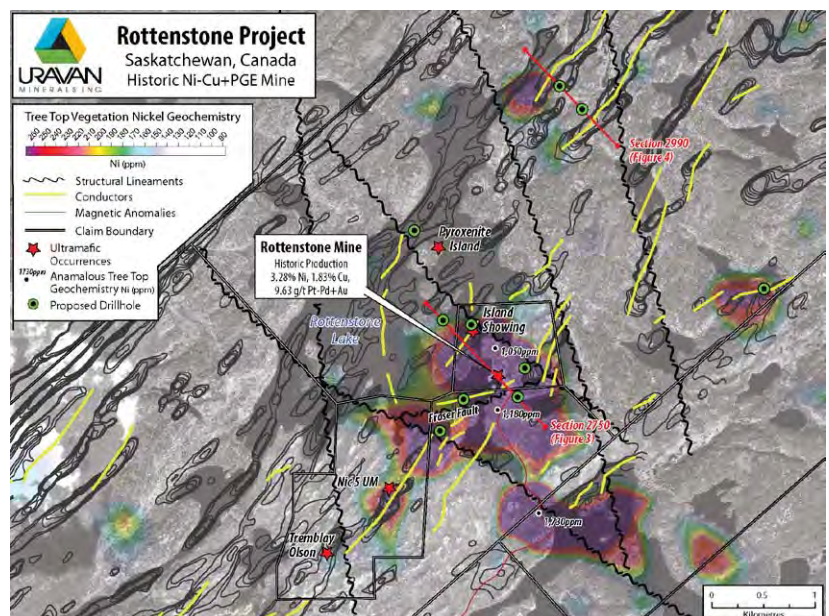 URAVAN
MINERALS INC
Rottenstone Project
Saskatchewan, Canada
Historic Ni-Cu+PGE Mine
Tree Top Vegetation Nickel Geochemistry
Ni (ppm)
Structural Lineaments
Conductors
Magnetic Anomalies
Claim Boundary
Ultramafic
Occurrences
1730ppm
Anamalous Tree Top
Geochemistry Ni (ppm)
Proposed Drillhole
Section 2990
(Figure 4)
Pyroxenite
Island
Rottenstone Mine
Historic Production
3.28% Ni, 1.83% Cu,
9.63 g/t Pt-Pd+Au
Island
Showing
Rottenstone
Lake
1,050ppm
Fraser Fault
1,180ppm
Section 2750
(Figure 3)
Nic 5 UM
1,730ppm
Tremblay
Olson
0 0.5 1
Kilometres